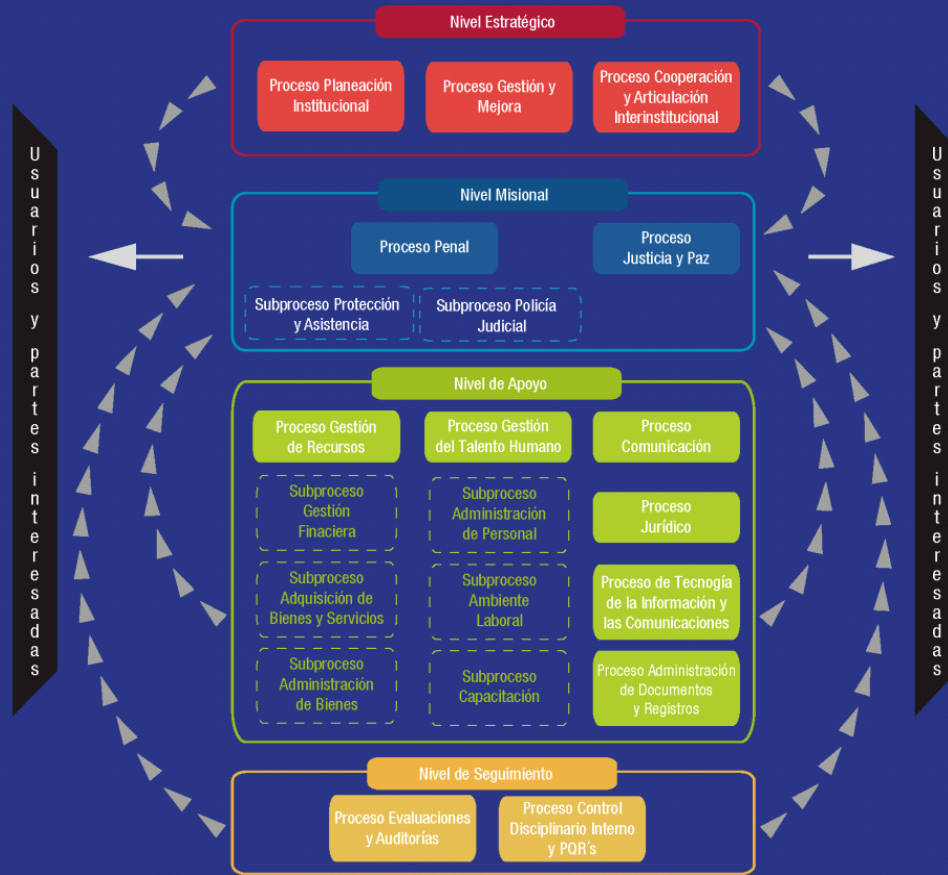 Nivel Estratégico
Proceso Planeación
Institucional
Proceso Gestión y
Mejora
Proceso Cooperación
y Articulación
Interinstitucional
Usuarios y partes interesadas
Nivel Misional
Proceso Penal
Proceso
Justicia y Paz
Subproceso Protección
y Asistencia
Subproceso Policía
Judicial
Nivel de Apoyo
Proceso Gestión
de Recursos
Proceso Gestión
del Talento Humano
Proceso
Comunicación
Subproceso
Gestión
Finaciera
Subproceso
Administración
de Personal
Proceso
Jurídico
Subproceso
Adquisición de
Bienes y Servicios
Subproceso
Ambiente
Laboral
Proceso de Tecnogía
de la Información y
las Comunicaciones
Subproceso
Administración
de Bienes
Subproceso
Capacitación
Proceso Administración
de Documentos
y Registros
Nivel de Seguimiento
Proceso Evaluaciones
y Auditorías
Proceso Control
Disciplinario Interno
y PQR´s
Usuarios y partes interesadas